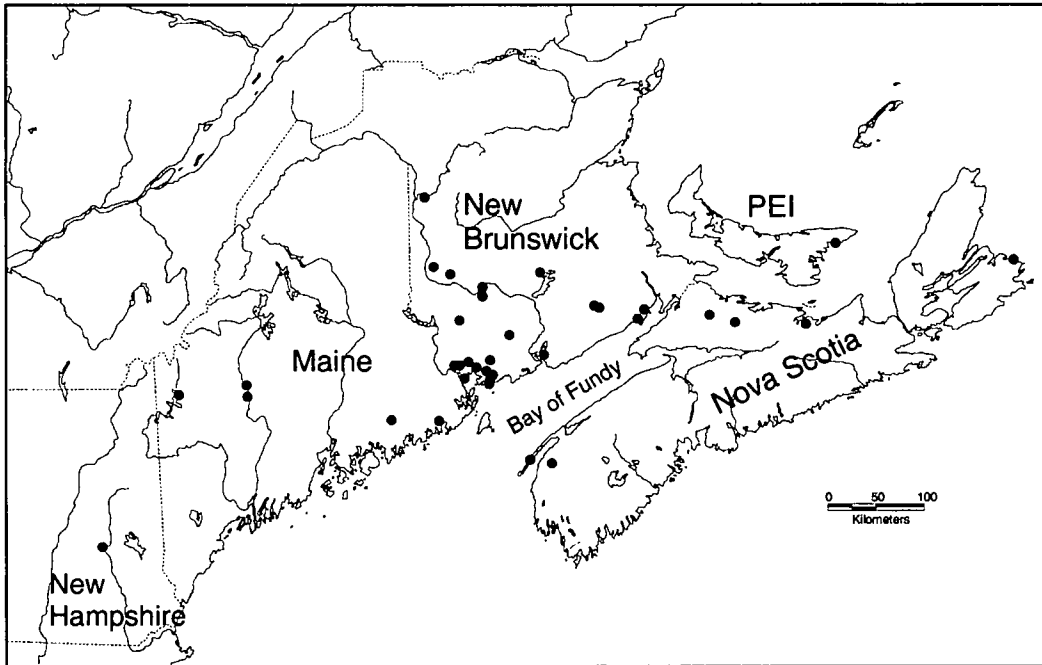 New
Brunswick
PEI
Maine
Bay of Fundy
Nova Scotia
0 50 100
Kilometers
New
Hampshire